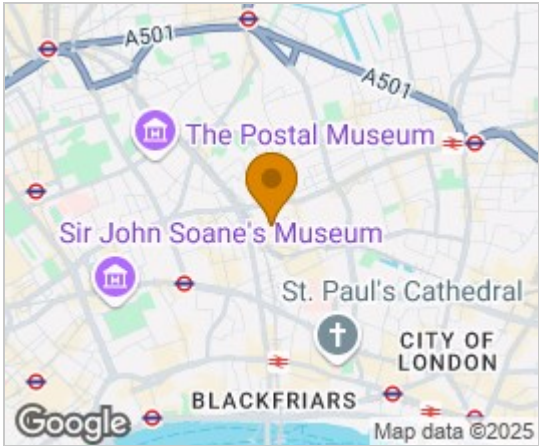 A501
A501
The Postal Museum
Sir John Soane's Museum
St. Paul's Cathedral
CITY OF
LONDON
BLACKFRIARS
Google
Map data ©2025